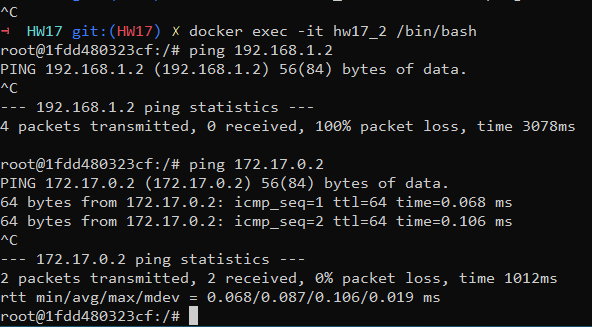 ^C
⊣ HW17 git:(HW17) ✗ docker exec -it hw17_2 /bin/bash
root@1fdd480323cf:/# ping 192.168.1.2
PING 192.168.1.2 (192.168.1.2) 56(84) bytes of data.
^C
--- 192.168.1.2 ping statistics ---
4 packets transmitted, 0 received, 100% packet loss, time 3078ms
root@1fdd480323cf:/# ping 172.17.0.2
PING 172.17.0.2 (172.17.0.2) 56(84) bytes of data.
64 bytes from 172.17.0.2: icmp_seq=1 ttl=64 time=0.068 ms
64 bytes from 172.17.0.2: icmp_seq=2 ttl=64 time=0.106 ms
^C
--- 172.17.0.2 ping statistics ---
2 packets transmitted, 2 received, 0% packet loss, time 1012ms
rtt min/avg/max/mdev = 0.068/0.087/0.106/0.019 ms
root@1fdd480323cf:/#